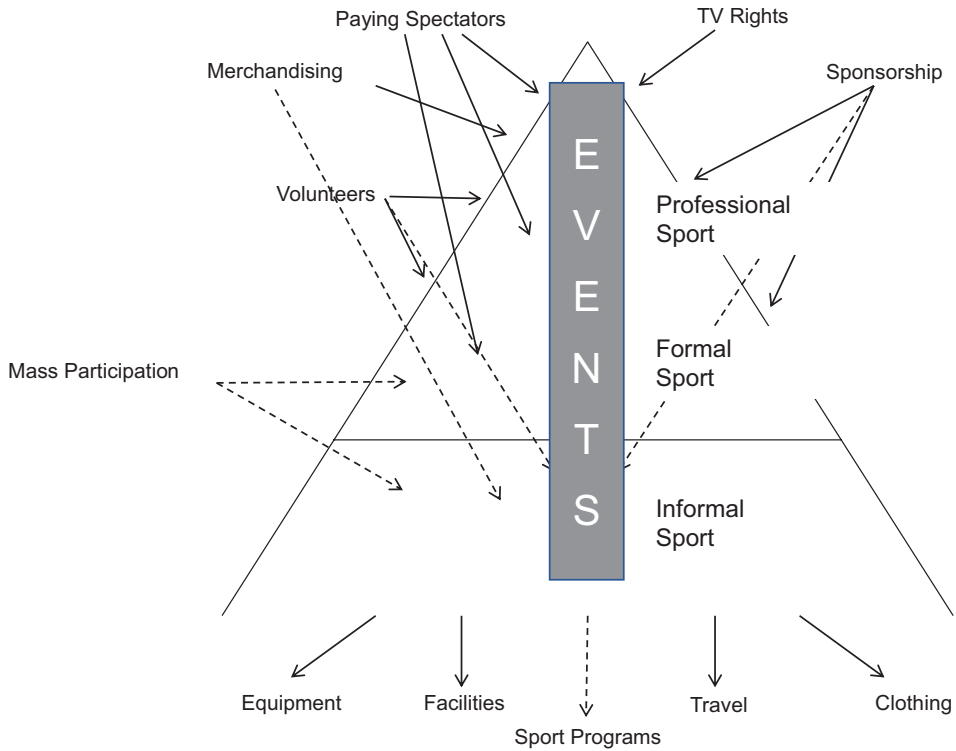 Paying Spectators
TV Rights
Merchandising
Sponsorship
E
V
E
N
T
S
Volunteers
Professional
Sport
Formal
Sport
Mass Participation
Informal
Sport
Equipment
Facilities
Travel
Clothing
Sport Programs